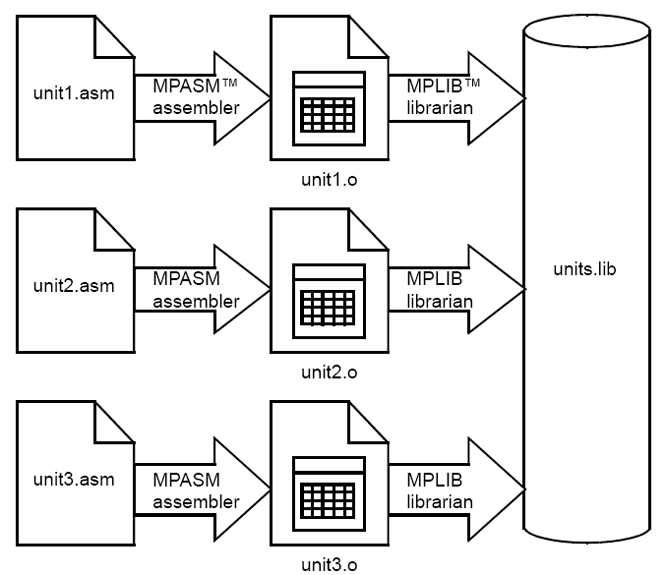 unit1.asm
MPASM™
assembler
MPLIB™
librarian
unit1.o
unit2.asm
MPASM
assembler
MPLIB
librarian
unit2.o
units.lib
unit3.asm
MPASM
assembler
MPLIB
librarian
unit3.o